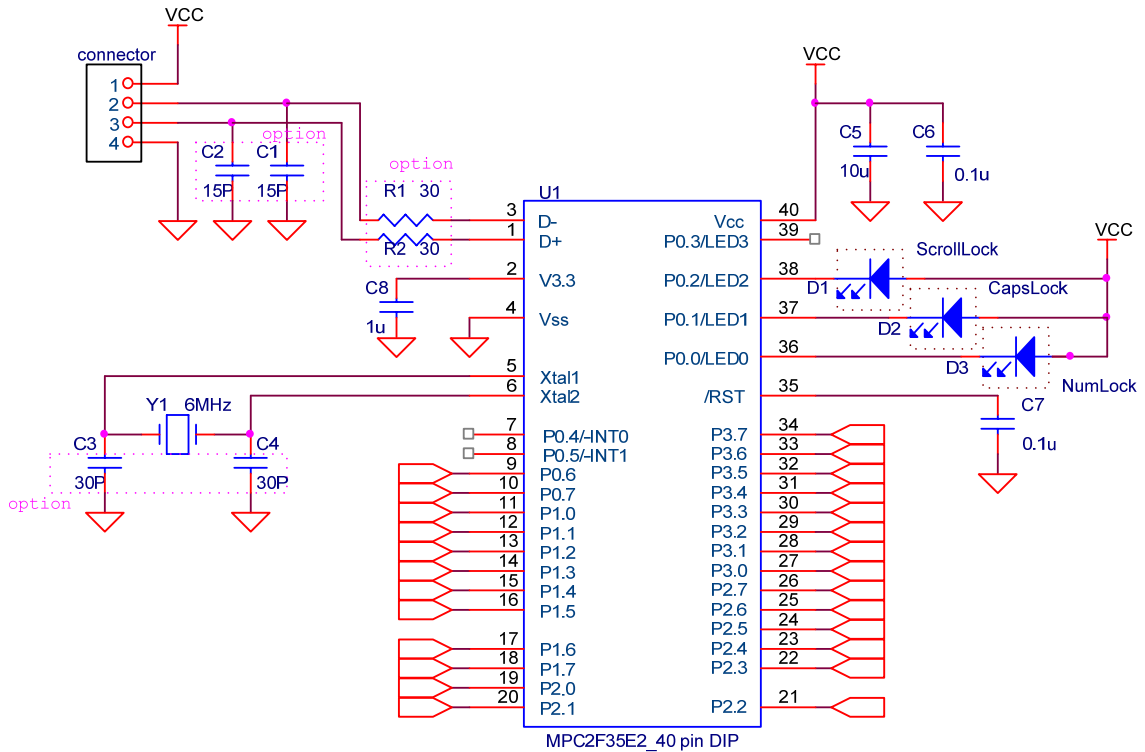 VCC
connector
1
2
3
4
option
C2
C1
15P
15P
option
R1 30
R2 30
VCC
C5
C6
10u
0.1u
U1
3 D-
1 D+
2 V3.3
4 Vss
5 Xtal1
6 Xtal2
7 P0.4/-INT0
8 P0.5/-INT1
9 P0.6
10 P0.7
11 P1.0
12 P1.1
13 P1.2
14 P1.3
15 P1.4
16 P1.5
17 P1.6
18 P1.7
19 P2.0
20 P2.1
Vcc 40
P0.3/LED3 39
P0.2/LED2 38
P0.1/LED1 37
P0.0/LED0 36
/RST 35
P3.7 34
P3.6 33
P3.5 32
P3.4 31
P3.3 30
P3.2 29
P3.1 28
P3.0 27
P2.7 26
P2.6 25
P2.5 24
P2.4 23
P2.3 22
P2.2 21
C8
1u
Y1 6MHz
C3
C4
30P
30P
option
VCC
ScrollLock
D1
CapsLock
D2
D3
NumLock
C7
0.1u
MPC2F35E2_40 pin DIP